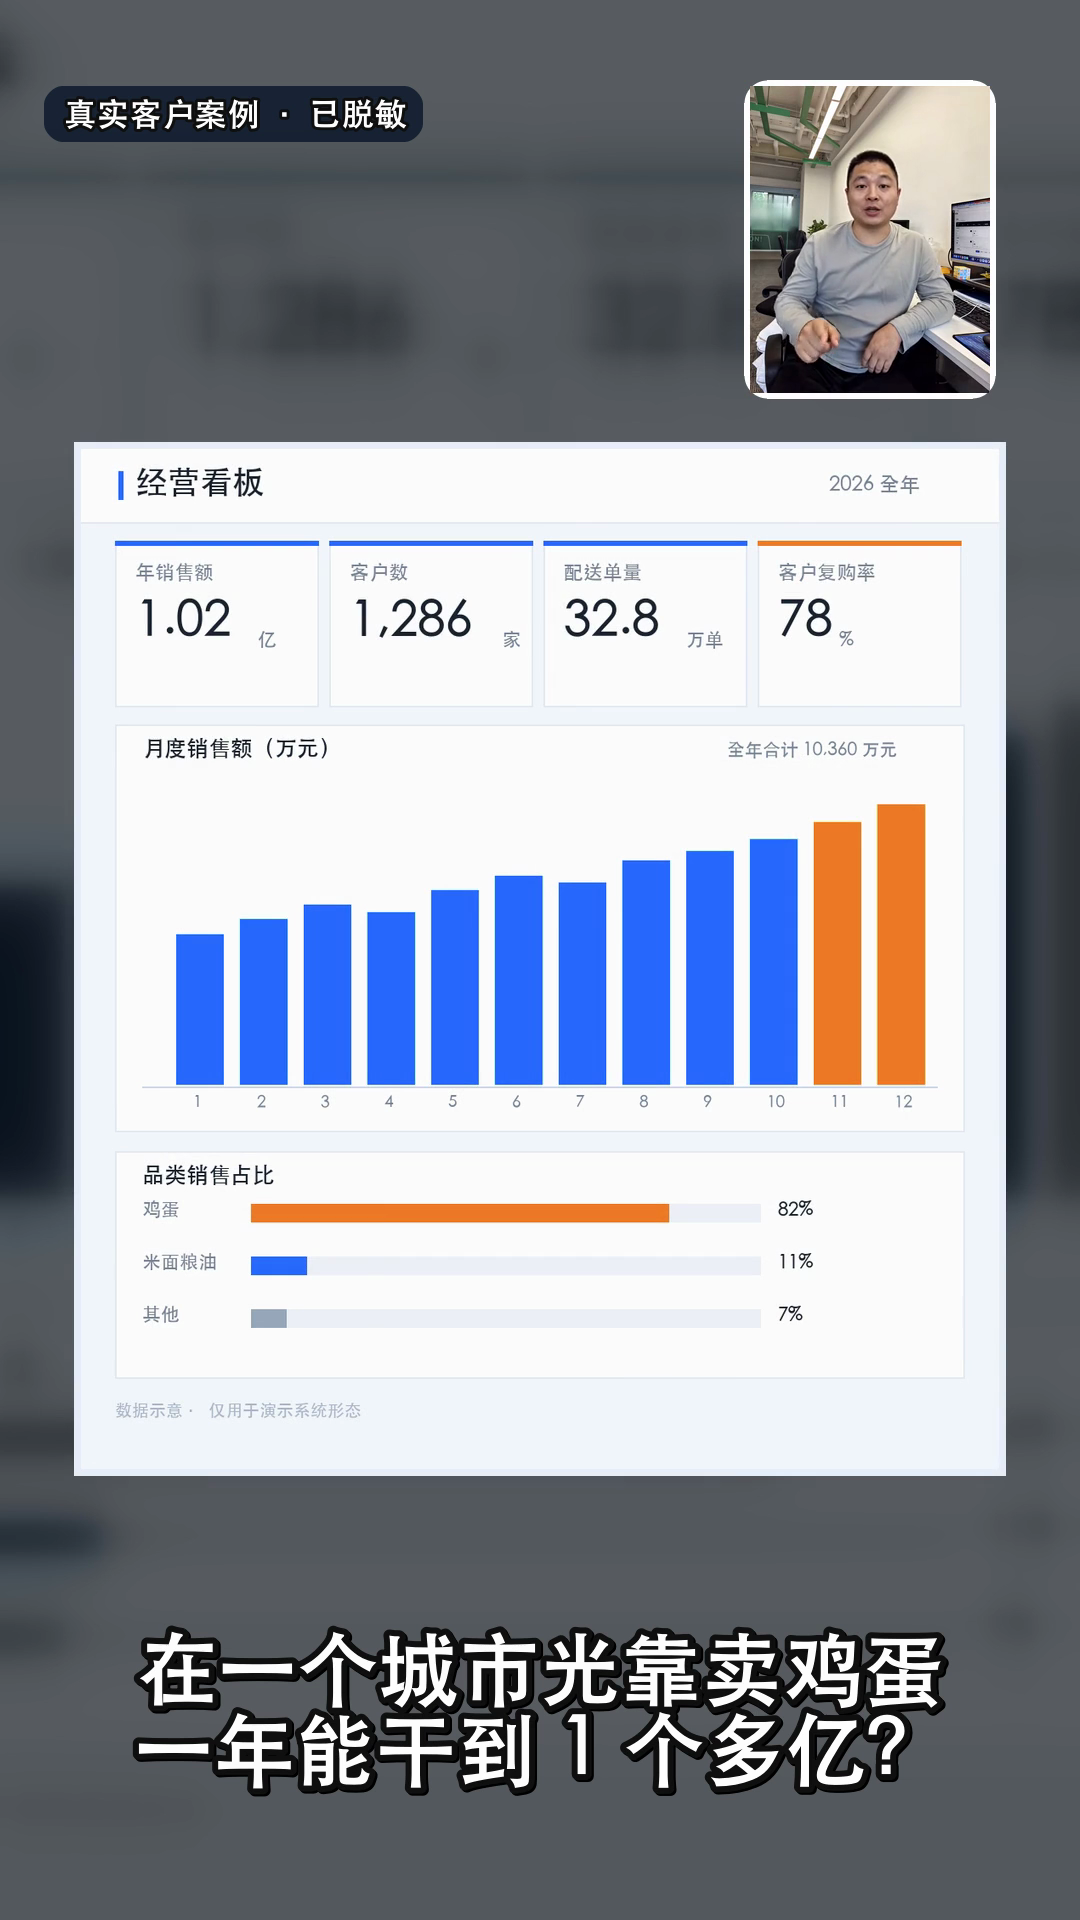 真实客户案例 · 已脱敏
经营看板
2026 全年
年销售额
1.02 亿
客户数
1,286 家
配送单量
32.8 万单
客户复购率
78 %
月度销售额（万元）
全年合计 10,360 万元
1 2 3 4 5 6 7 8 9 10 11 12
品类销售占比
鸡蛋 82%
米面粮油 11%
其他 7%
数据示意 · 仅用于演示系统形态
在一个城市光靠卖鸡蛋
一年能干到1个多亿?